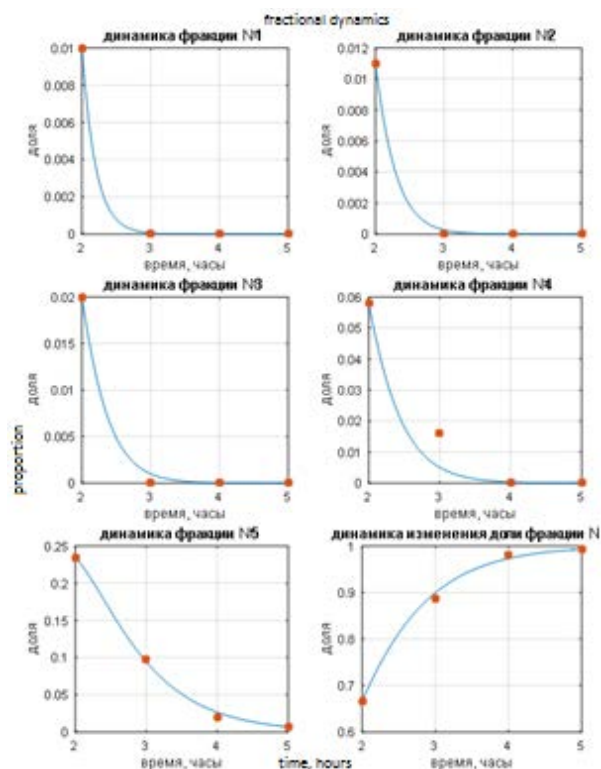 fractional dynamics
динамика фракции N1
динамика фракции N2
0.01
0.008
0.006
0.004
0.002
0
доля
2 3 4 5
время, часы
0.012
0.01
0.008
0.006
0.004
0.002
0
доля
2 3 4 5
время, часы
динамика фракции N3
динамика фракции N4
0.02
0.015
0.01
0.005
0
доля
2 3 4 5
время, часы
0.06
0.05
0.04
0.03
0.02
0.01
0
доля
2 3 4 5
время, часы
proportion
динамика фракции N5
динамика изменения доли фракции N
0.25
0.2
0.15
0.1
0.05
0
доля
2 3 4 5
время, часы
1
0.9
0.8
0.7
0.6
доля
2 3 4 5
время, часы
time, hours